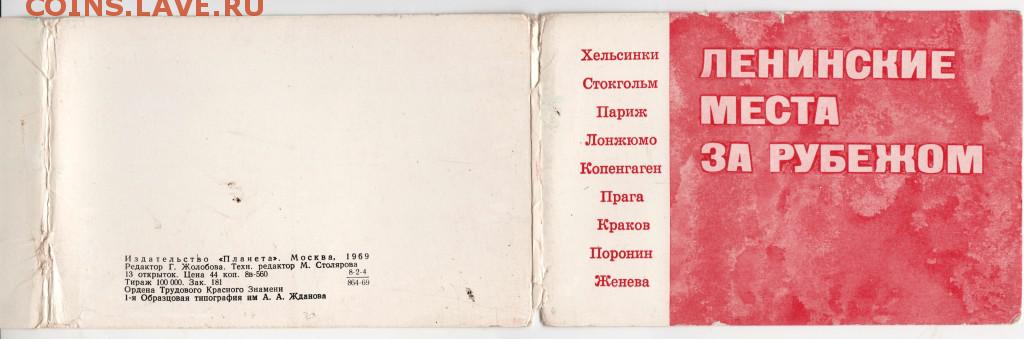 COINS.LAVE.RU
Издательство «Планета». Москва, 1969
Редактор Г. Жолобова. Техн. редактор М. Столярова
13 открыток. Цена 44 коп. 8в-560 8-2-4
Тираж 100 000. Зак. 181 864-69
Ордена Трудового Красного Знамени
1-я Образцовая типография им А. А. Жданова
Хельсинки
Стокгольм
Париж
Лонжюмо
Копенгаген
Прага
Краков
Поронин
Женева
ЛЕНИНСКИЕ
МЕСТА
ЗА РУБЕЖОМ